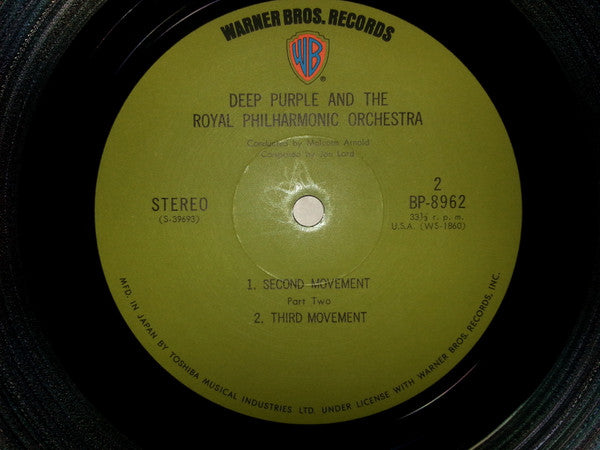 WARNER BROS. RECORDS
WB
®
DEEP PURPLE AND THE
ROYAL PHILHARMONIC ORCHESTRA
Conducted by Malcolm Arnold
Composed by Jon Lord
STEREO
(S-39693)
2
BP-8962
33⅓ r. p. m.
U.S.A. (WS-1860)
1. SECOND MOVEMENT
Part Two
2. THIRD MOVEMENT
MFD. IN JAPAN BY TOSHIBA MUSICAL INDUSTRIES LTD. UNDER LICENSE WITH WARNER BROS. RECORDS, INC.